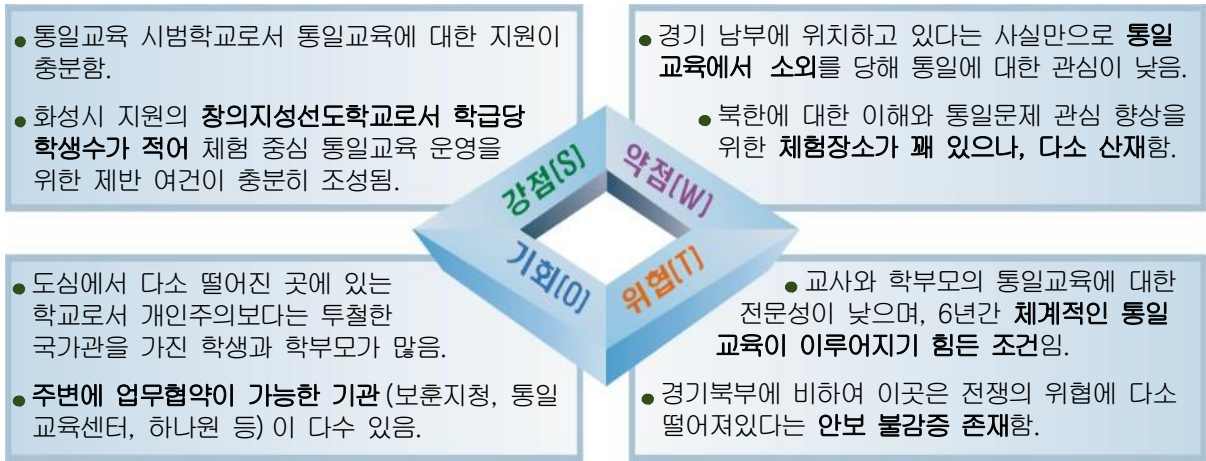 ● 통일교육 시범학교로서 통일교육에 대한 지원이
충분함.
● 화성시 지원의 창의지성선도학교로서 학급당
학생수가 적어 체험 중심 통일교육 운영을
위한 제반 여건이 충분히 조성됨.
● 경기 남부에 위치하고 있다는 사실만으로 통일
교육에서 소외를 당해 통일에 대한 관심이 낮음.
● 북한에 대한 이해와 통일문제 관심 향상을
위한 체험장소가 꽤 있으나, 다소 산재함.
강점(S)
약점(W)
기회(O)
위협(T)
● 도심에서 다소 떨어진 곳에 있는
학교로서 개인주의보다는 투철한
국가관을 가진 학생과 학부모가 많음.
● 주변에 업무협약이 가능한 기관(보훈지청, 통일
교육센터, 하나원 등)이 다수 있음.
● 교사와 학부모의 통일교육에 대한
전문성이 낮으며, 6년간 체계적인 통일
교육이 이루어지기 힘든 조건임.
● 경기북부에 비하여 이곳은 전쟁의 위협에 다소
떨어져있다는 안보 불감증 존재함.